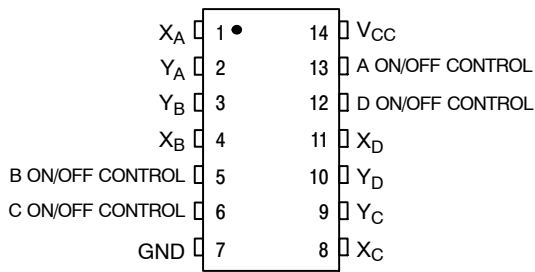 X_A 1 14 V_CC
Y_A 2 13 A ON/OFF CONTROL
Y_B 3 12 D ON/OFF CONTROL
X_B 4 11 X_D
B ON/OFF CONTROL 5 10 Y_D
C ON/OFF CONTROL 6 9 Y_C
GND 7 8 X_C